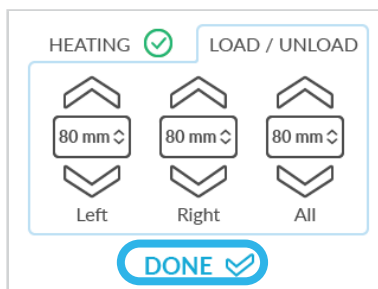 HEATING LOAD / UNLOAD
80 mm 80 mm 80 mm
Left Right All
DONE